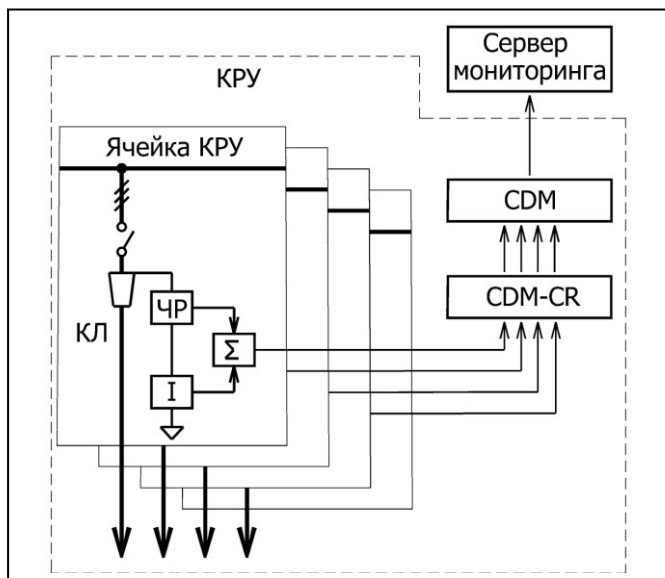 Сервер
мониторинга
КРУ
Ячейка КРУ
CDM
CDM-CR
ЧР
КЛ
Σ
I